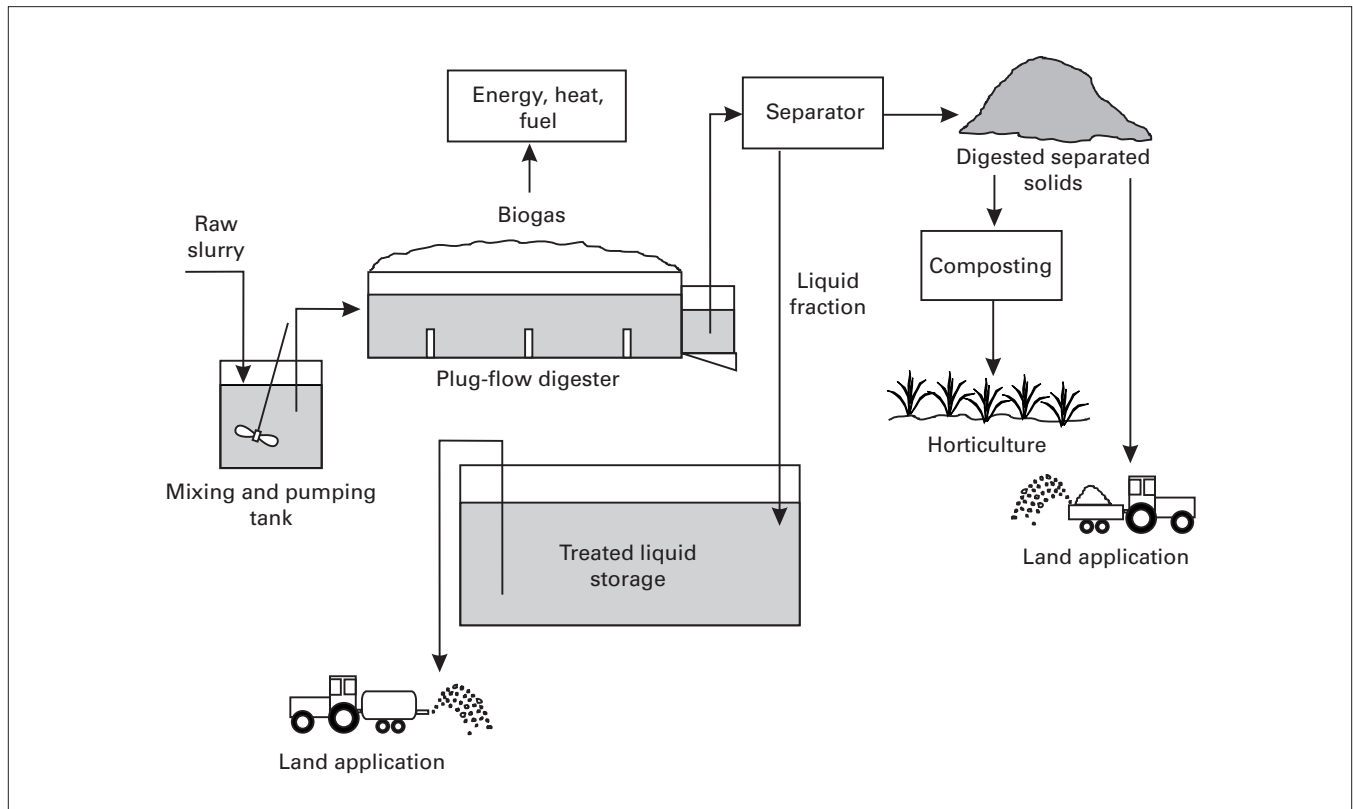 Energy, heat,
fuel
Separator
Digested separated
solids
Biogas
Raw
slurry
Composting
Liquid
fraction
Plug-flow digester
Horticulture
Mixing and pumping
tank
Treated liquid
storage
Land application
Land application